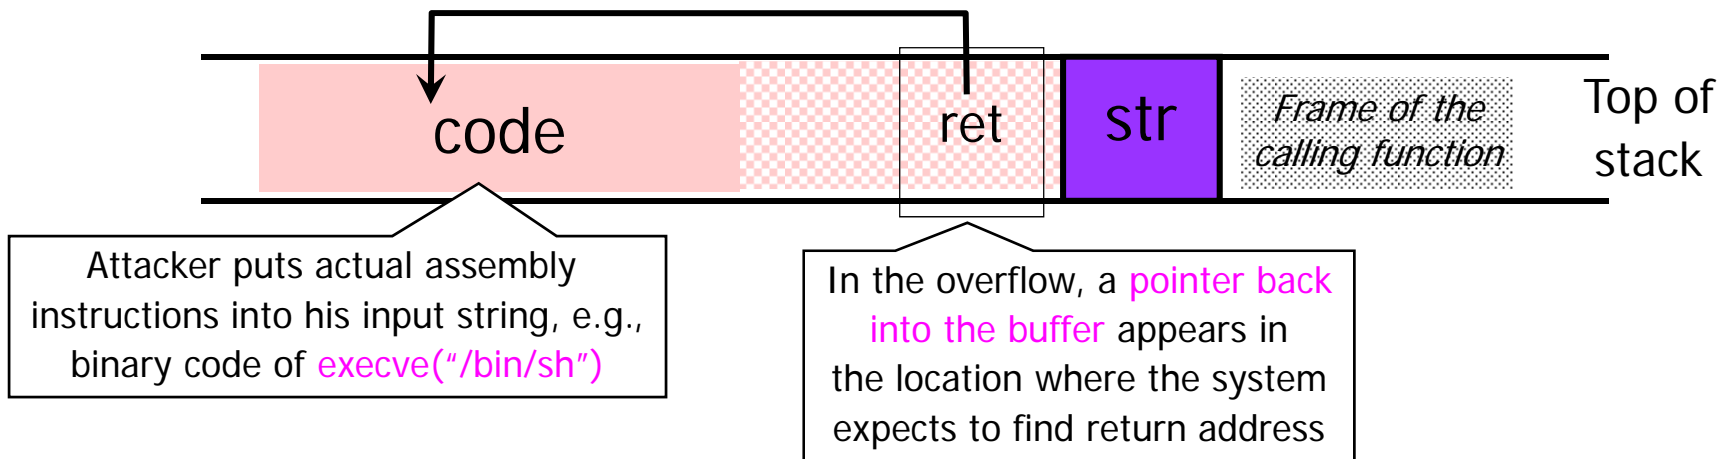 code
ret
str
Frame of the
calling function
Top of
stack
Attacker puts actual assembly
instructions into his input string, e.g.,
binary code of execve(“/bin/sh”)
In the overflow, a pointer back
into the buffer appears in
the location where the system
expects to find return address